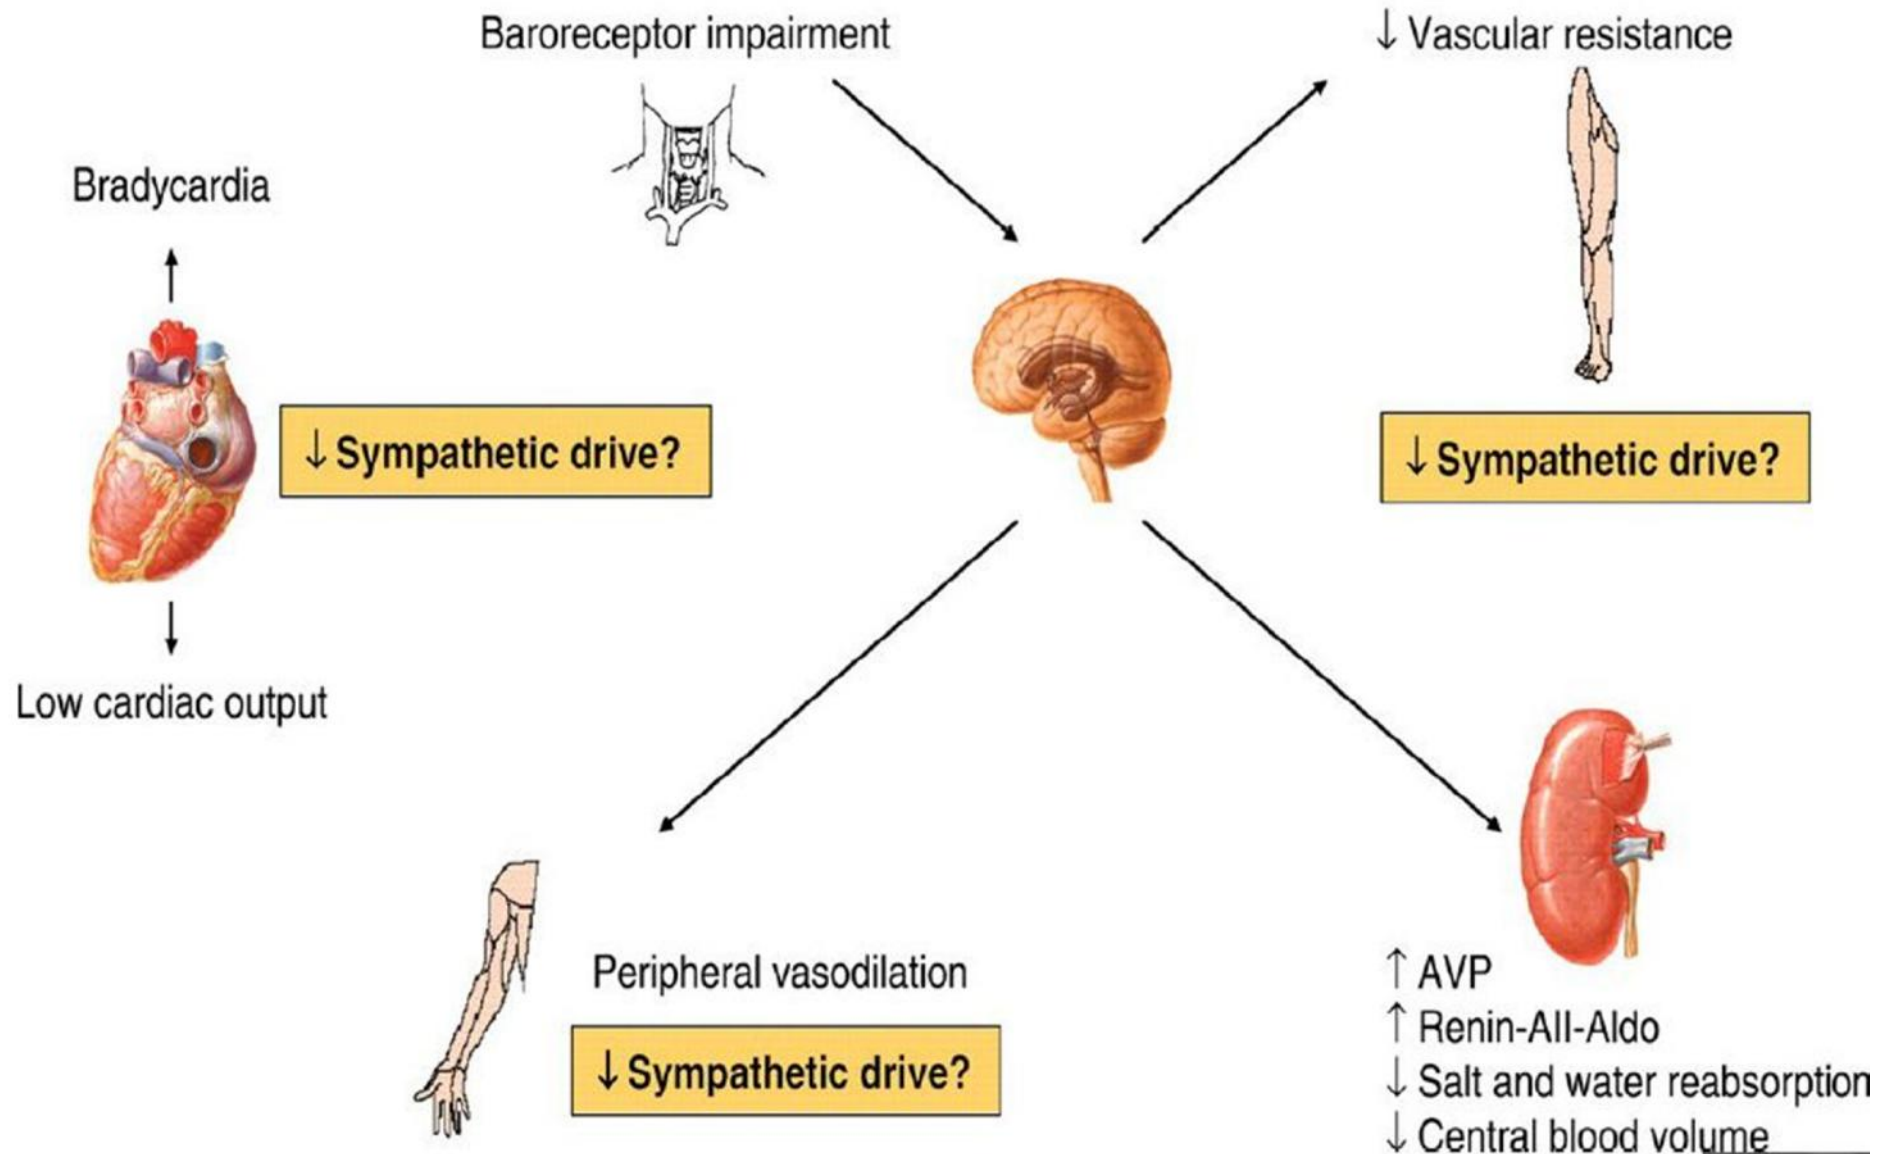 Baroreceptor impairment
↓ Vascular resistance
Bradycardia
↓ Sympathetic drive?
↓ Sympathetic drive?
Low cardiac output
Peripheral vasodilation
↓ Sympathetic drive?
↑ AVP
↑ Renin-AII-Aldo
↓ Salt and water reabsorption
↓ Central blood volume